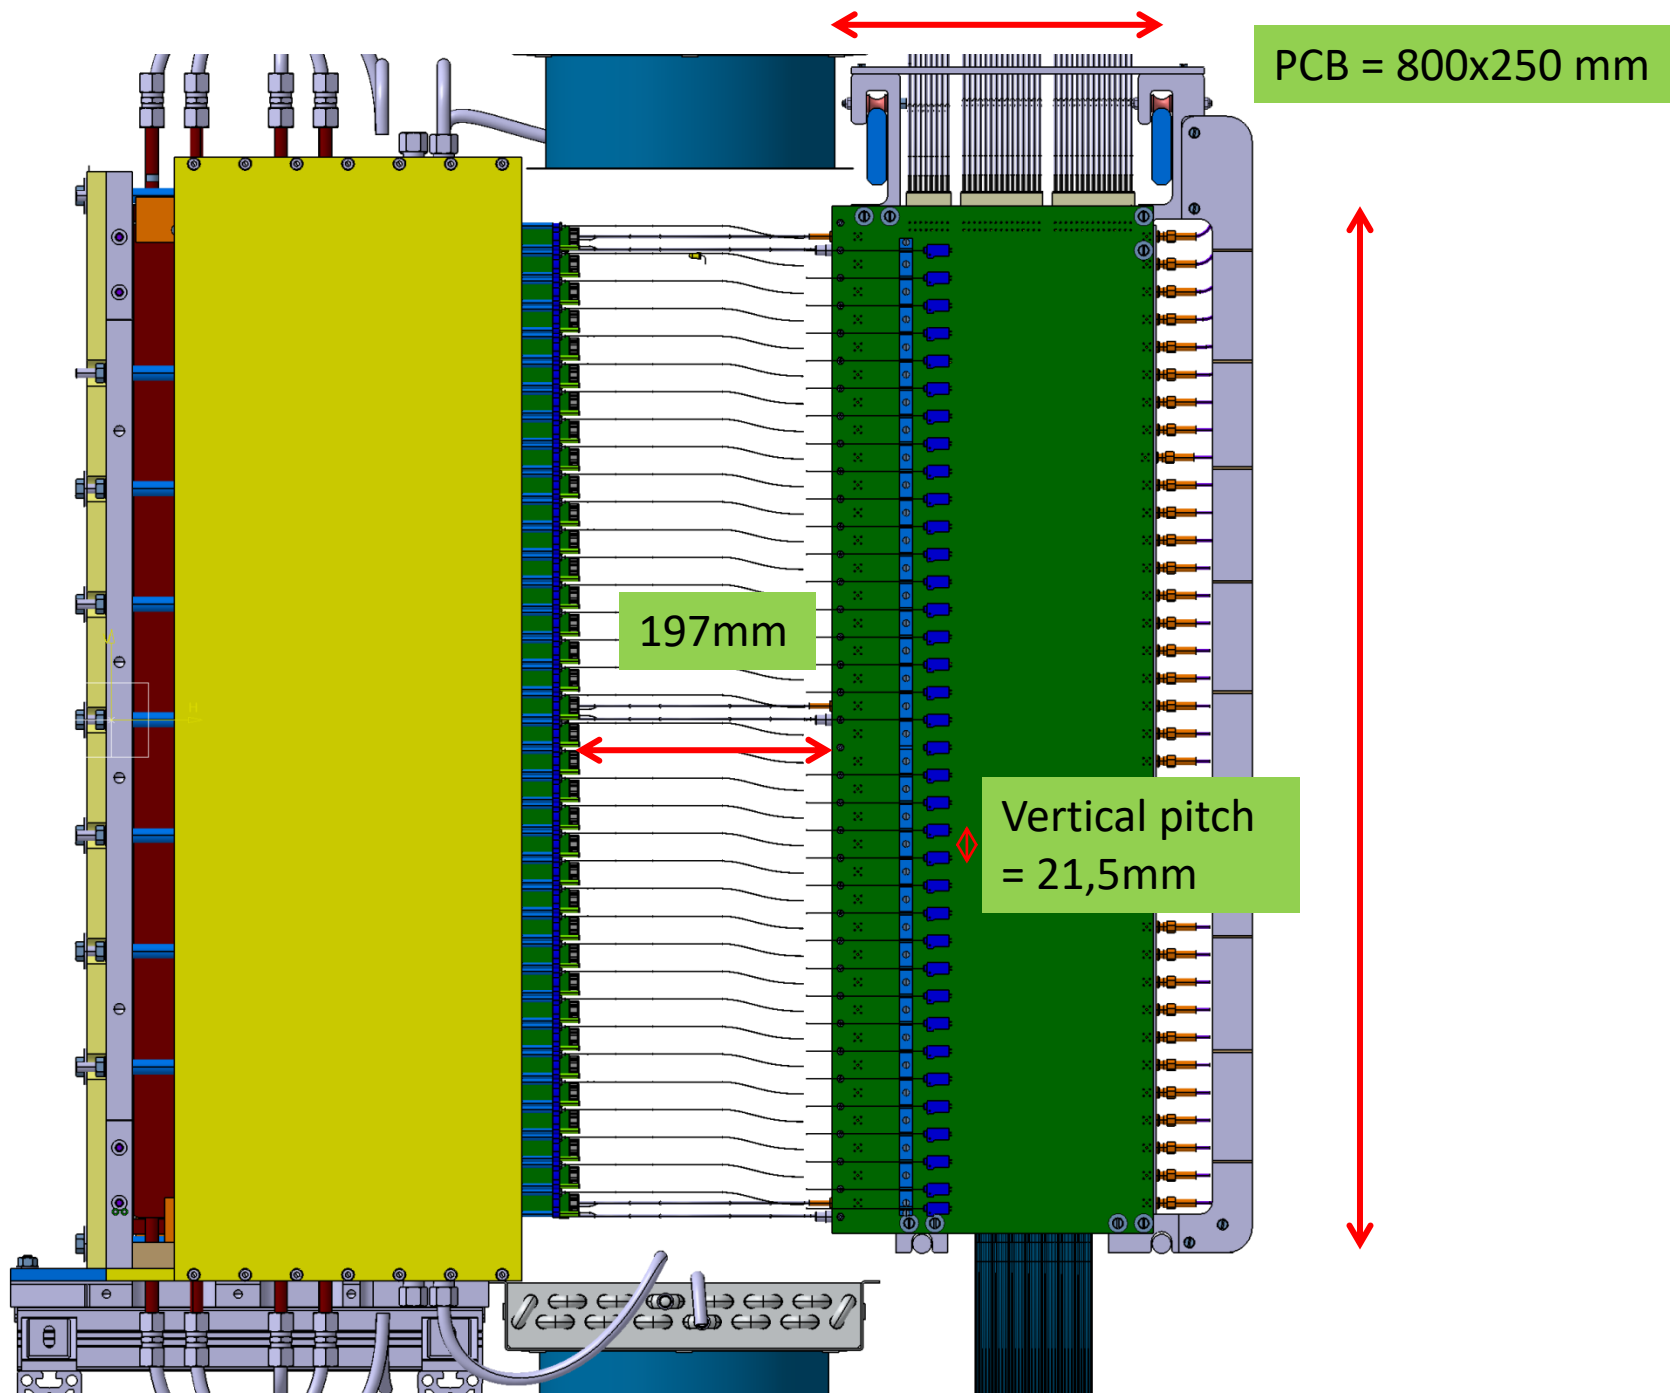 PCB = 800x250 mm
197mm
Vertical pitch
= 21,5mm
H